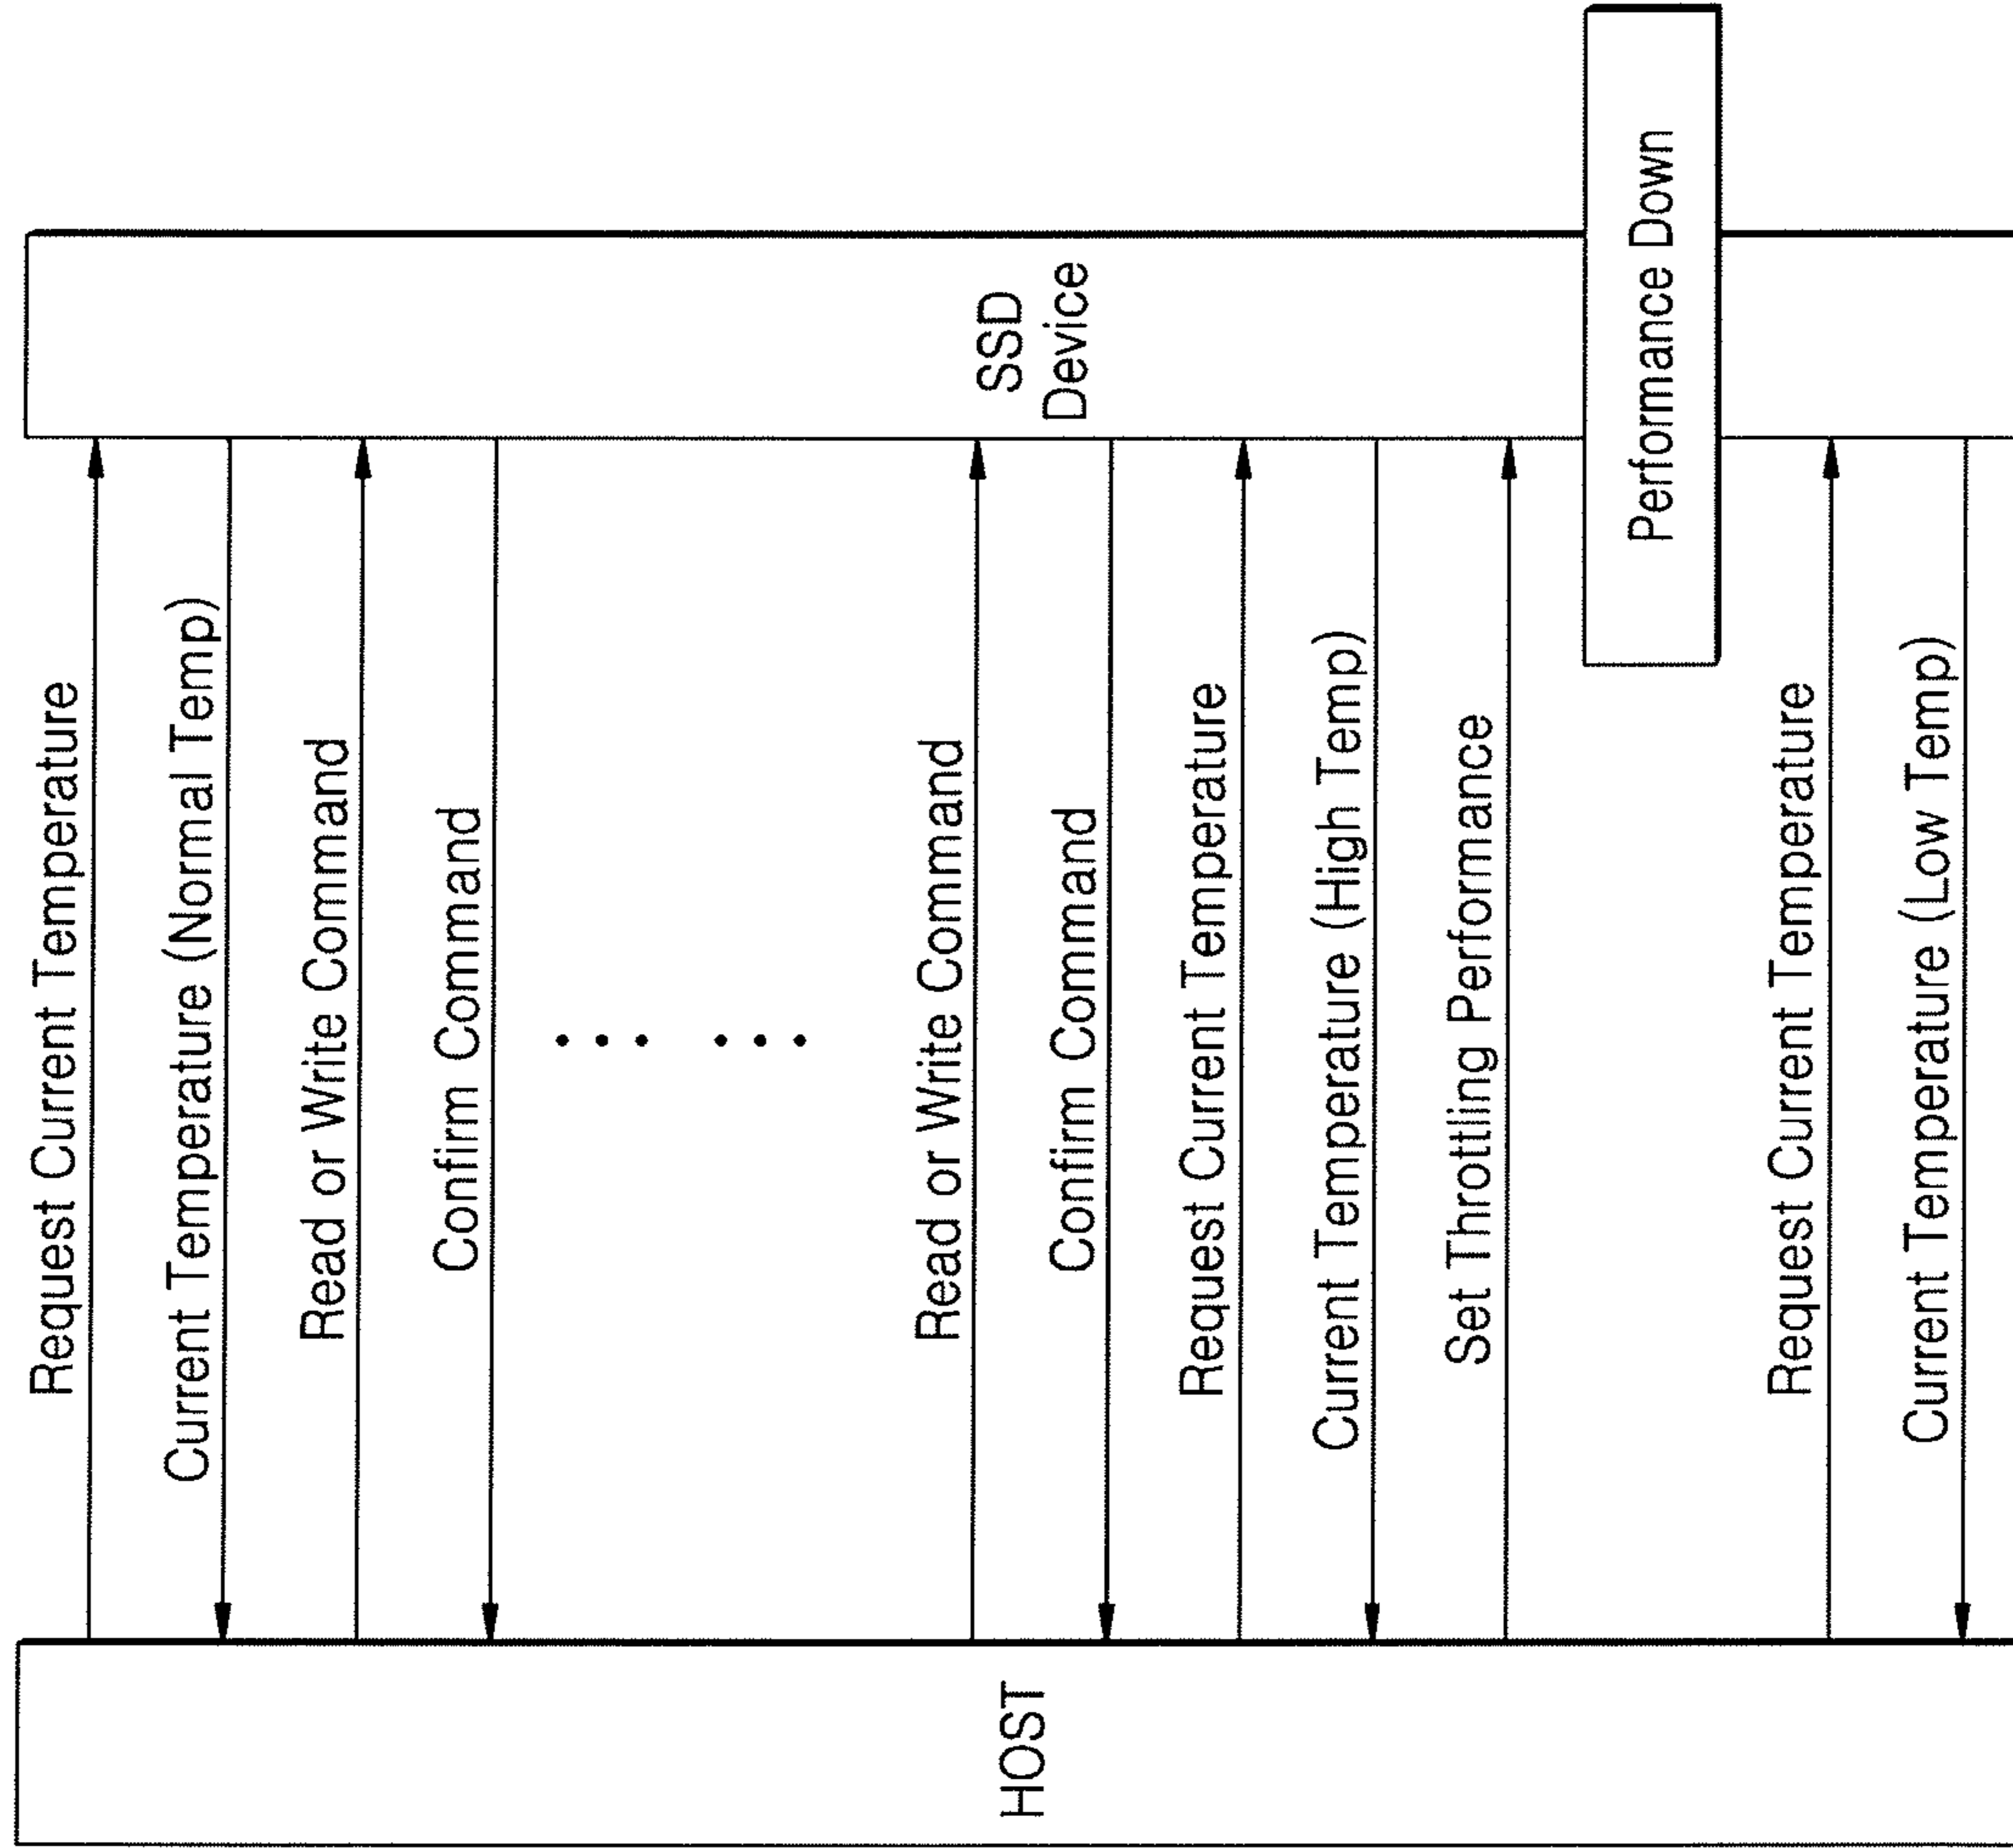 Request Current Temperature
Current Temperature (Normal Temp)
Read or Write Command
Confirm Command
... ...
Read or Write Command
Confirm Command
Request Current Temperature
Current Temperature (High Temp)
Set Throttling Performance
Request Current Temperature
Current Temperature (Low Temp)
HOST
SSD
Device
Performance Down